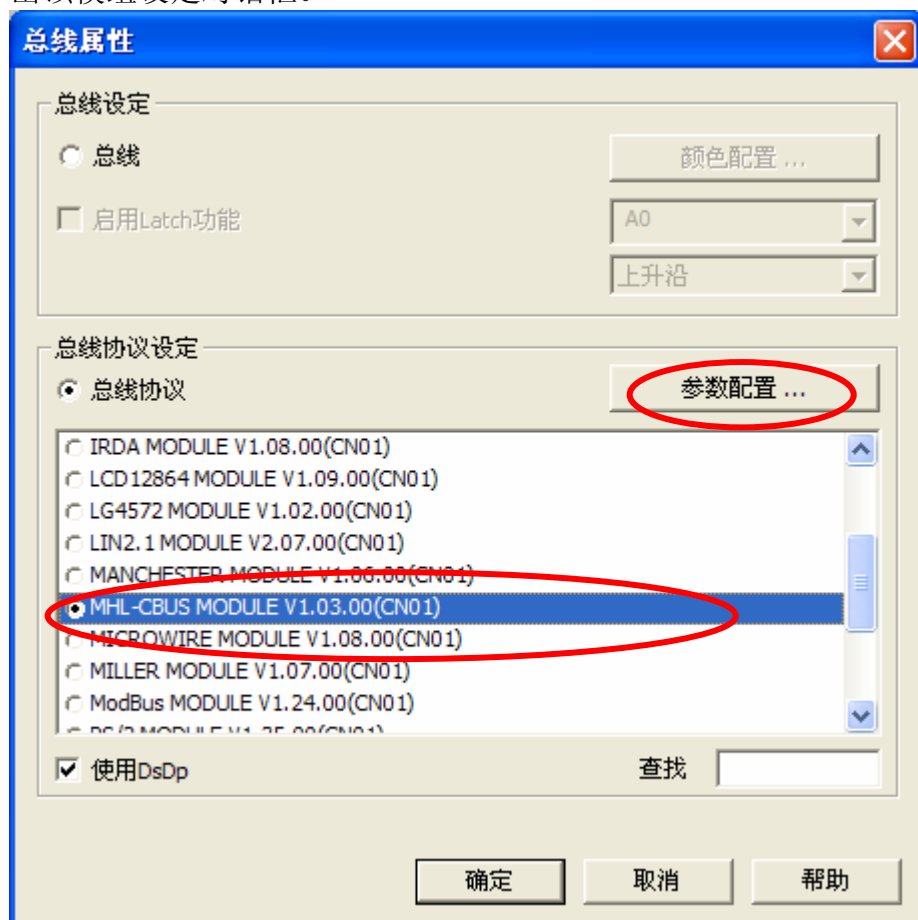 总线属性
总线设定
总线
颜色配置 ...
启用Latch功能
A0
上升沿
总线协议设定
总线协议
参数配置 ...
IRDA MODULE V1.08.00(CN01)
LCD12864 MODULE V1.09.00(CN01)
LG4572 MODULE V1.02.00(CN01)
LIN2.1 MODULE V2.07.00(CN01)
MANCHESTER MODULE V1.06.00(CN01)
MHL-CBUS MODULE V1.03.00(CN01)
MICROWIRE MODULE V1.08.00(CN01)
MILLER MODULE V1.07.00(CN01)
ModBus MODULE V1.24.00(CN01)
使用DsDp
查找
确定
取消
帮助